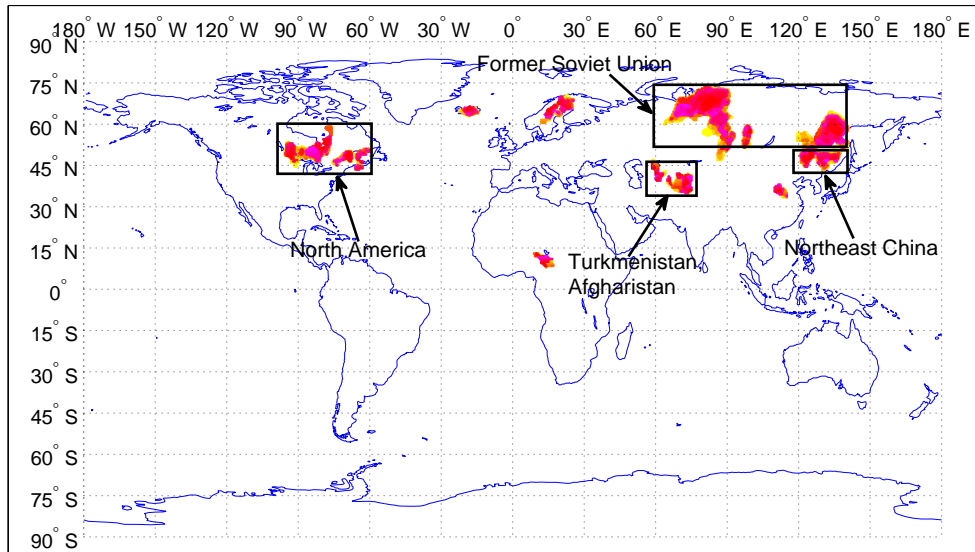 180° W 150° W 120° W 90° W 60° W 30° W 0° 30° E 60° E 90° E 120° E 150° E 180° E
90° N
Former Soviet Union
75° N
60° N
45° N
30° N
North America
Northeast China
15° N
Turkmenistan
Afgharistan
0°
15° S
30° S
45° S
60° S
75° S
90° S